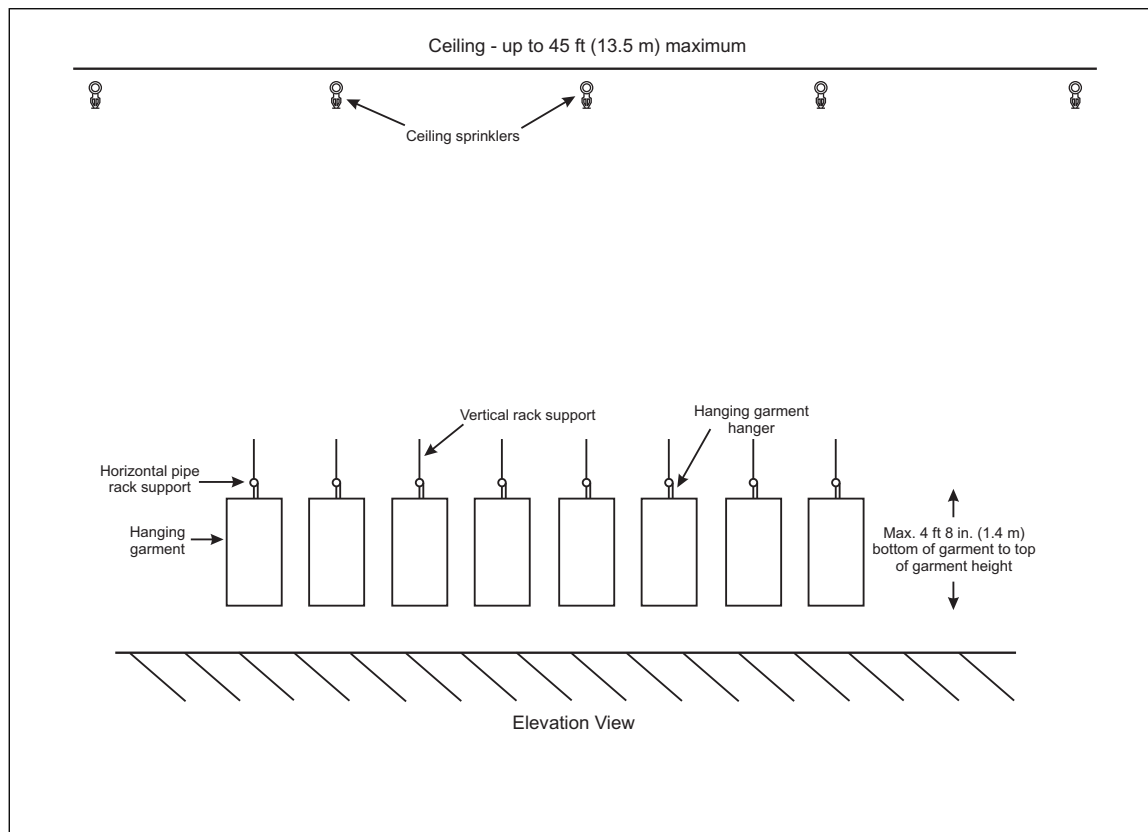 Ceiling - up to 45 ft (13.5 m) maximum
Ceiling sprinklers
Vertical rack support
Hanging garment
hanger
Horizontal pipe
rack support
Hanging
garment
Max. 4 ft 8 in. (1.4 m)
bottom of garment to top
of garment height
Elevation View